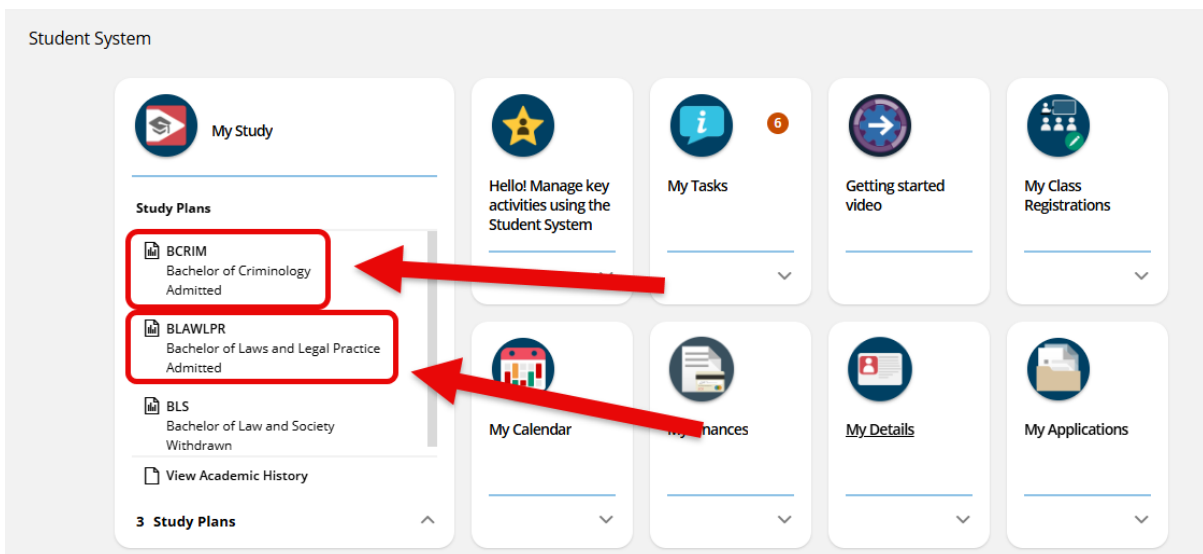 Student System
My Study
Study Plans
BCRIM
Bachelor of Criminology
Admitted
BLAWLPR
Bachelor of Laws and Legal Practice
Admitted
BLS
Bachelor of Law and Society
Withdrawn
View Academic History
3 Study Plans
Hello! Manage key
activities using the
Student System
6
My Tasks
Getting started
video
My Class
Registrations
My Calendar
My Details
My Applications